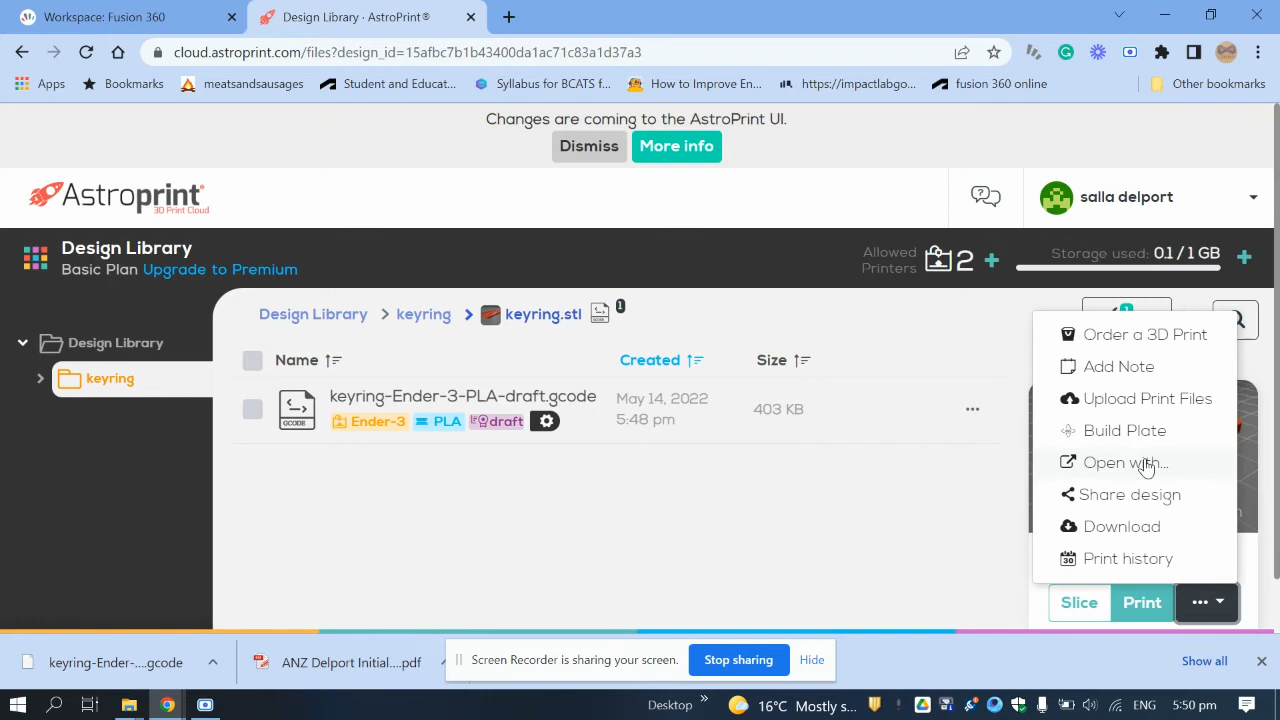 Workspace: Fusion 360
Design Library · AstroPrint®
cloud.astroprint.com/files?design_id=15afbc7b1b43400da1ac71c83a1d37a3
Apps
Bookmarks
meatsandsausages
Student and Educat...
Syllabus for BCATS f...
How to Improve En...
https://impactlabgo...
fusion 360 online
Other bookmarks
Changes are coming to the AstroPrint UI.
Dismiss
More info
Astroprint
3D Print Cloud
salla delport
Design Library
Basic Plan Upgrade to Premium
Allowed
Printers
2
Storage used: 0.1 / 1 GB
Design Library
keyring
Design Library > keyring > keyring.stl
GCODE
1
Name
Created
Size
GCODE
keyring-Ender-3-PLA-draft.gcode
Ender-3
PLA
draft
May 14, 2022
5:48 pm
403 KB
1
Order a 3D Print
Add Note
Upload Print Files
Build Plate
Open with...
Share design
Download
30
Print history
Slice
Print
keyring-Ender-....gcode
ANZ Delport Initial....pdf
Screen Recorder is sharing your screen.
Stop sharing
Hide
Show all
Desktop
16°C Mostly s...
ENG
5:50 pm